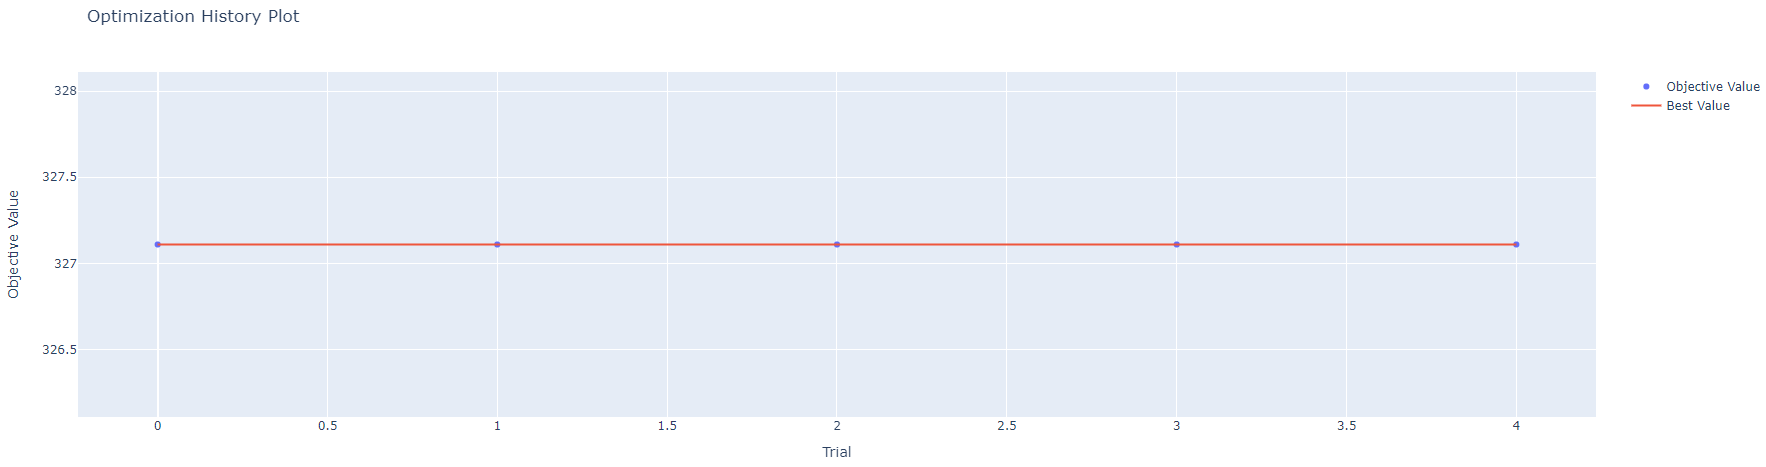 Optimization History Plot
Objective Value
Best Value
328
327.5
327
326.5
Objective Value
0 0.5 1 1.5 2 2.5 3 3.5 4
Trial